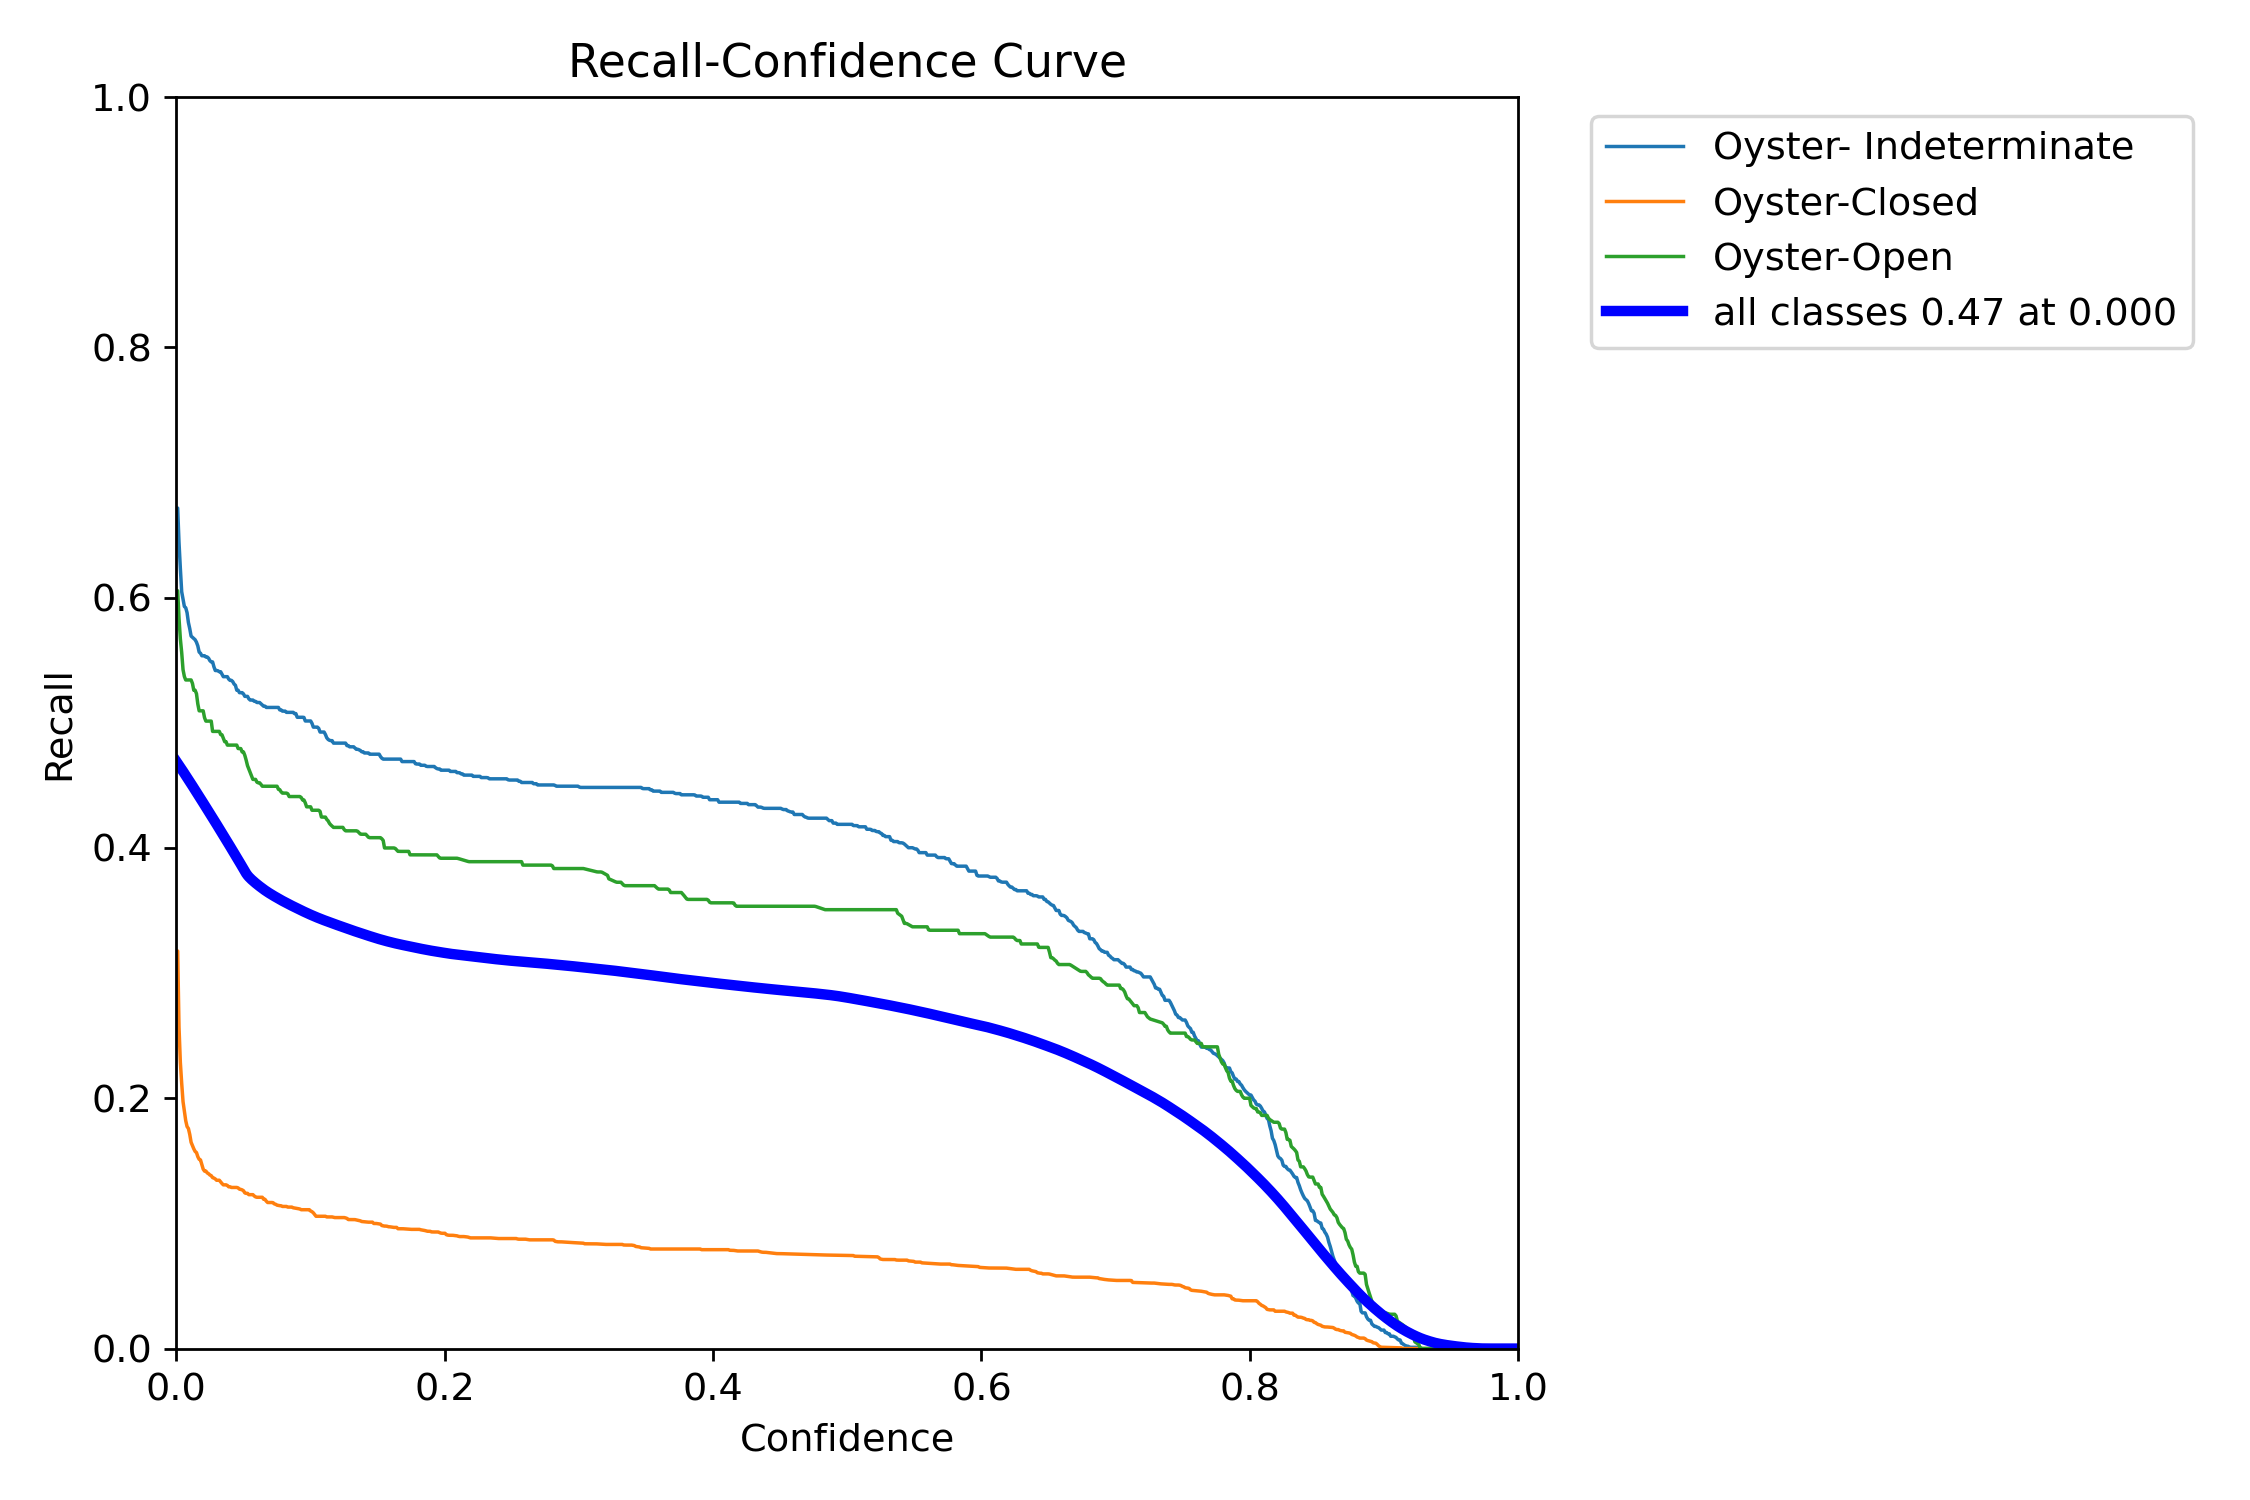 Recall-Confidence Curve
1.0
0.8
0.6
0.4
0.2
0.0
Recall
0.0 0.2 0.4 0.6 0.8 1.0
Confidence
Oyster- Indeterminate
Oyster-Closed
Oyster-Open
all classes 0.47 at 0.000